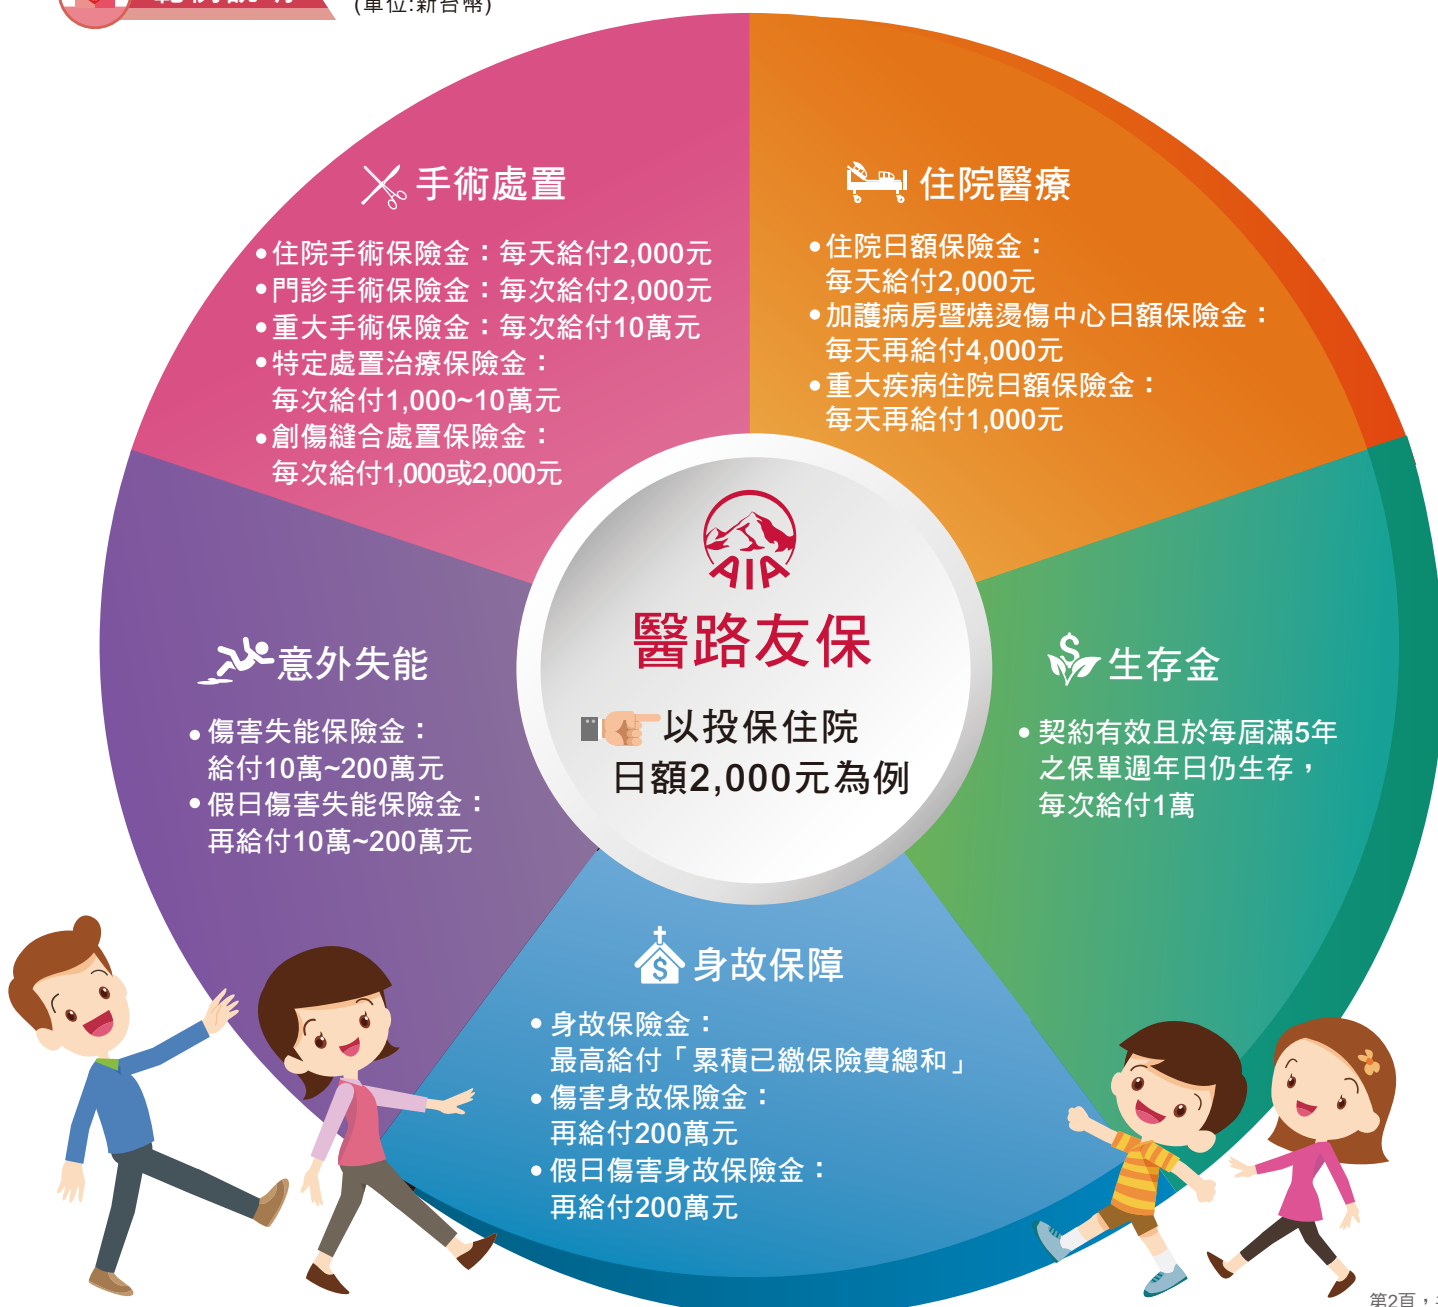 (單位:新台幣)
手術處置
•住院手術保險金：每天給付2,000元
•門診手術保險金：每次給付2,000元
•重大手術保險金：每次給付10萬元
•特定處置治療保險金：
每次給付1,000~10萬元
•創傷縫合處置保險金：
每次給付1,000或2,000元
住院醫療
•住院日額保險金：
每天給付2,000元
•加護病房暨燒燙傷中心日額保險金：
每天再給付4,000元
•重大疾病住院日額保險金：
每天再給付1,000元
AIA
醫路友保
以投保住院
日額2,000元為例
意外失能
•傷害失能保險金：
給付10萬~200萬元
•假日傷害失能保險金：
再給付10萬~200萬元
生存金
•契約有效且於每屆滿5年
之保單週年日仍生存，
每次給付1萬
身故保障
•身故保險金：
最高給付「累積已繳保險費總和」
•傷害身故保險金：
再給付200萬元
•假日傷害身故保險金：
再給付200萬元
第2頁，